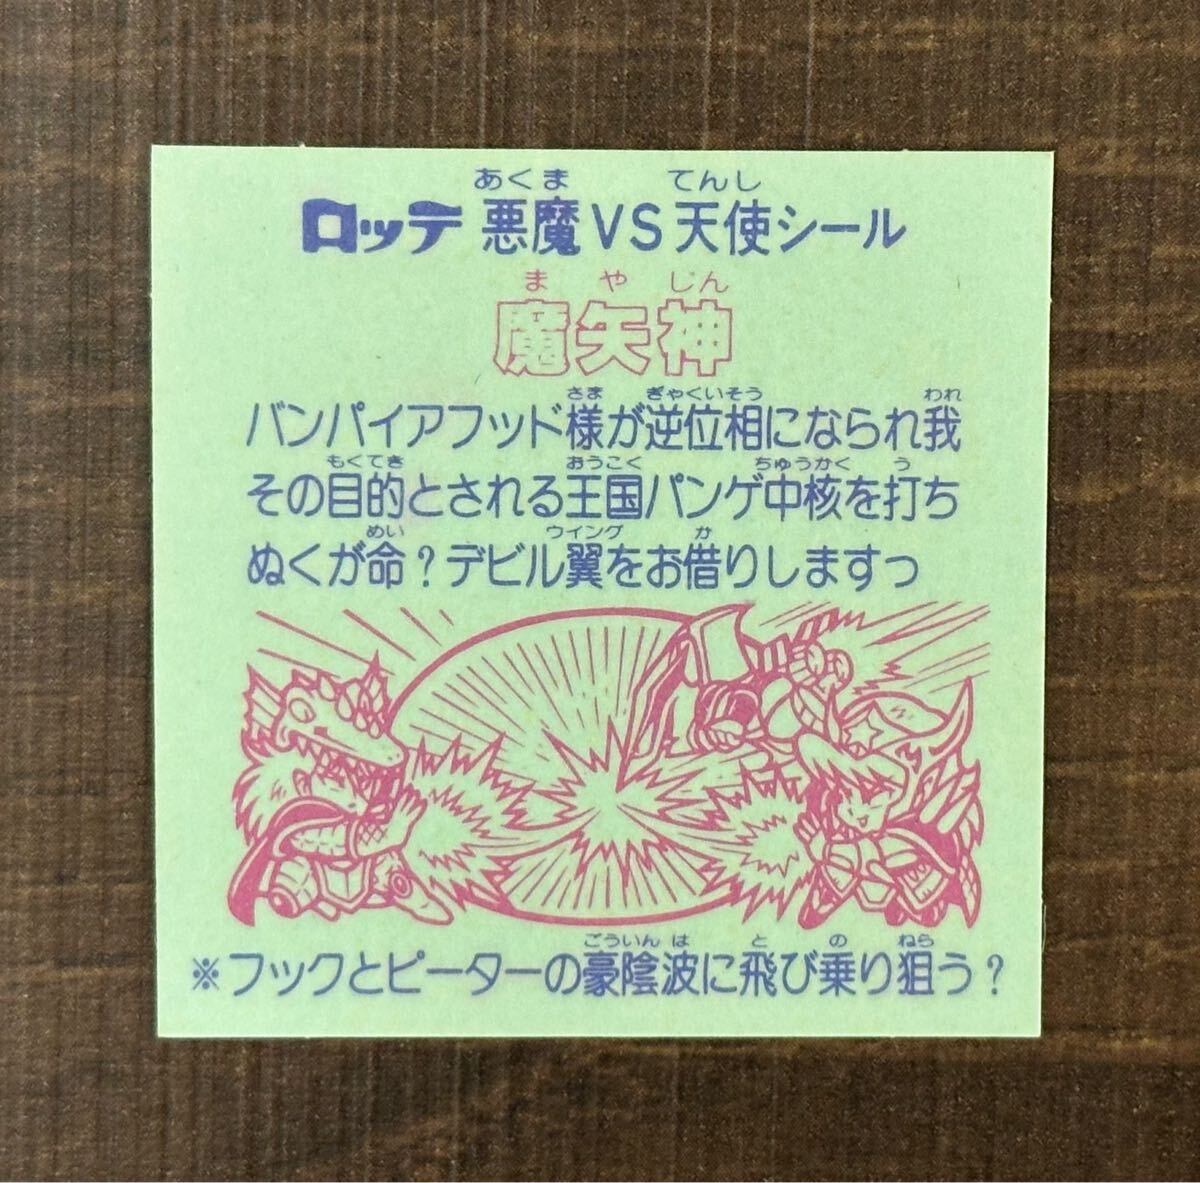 あくま てんし
ロッテ 悪魔VS天使シール
まやじん
魔矢神
さま ぎゃくいそう われ
バンパイアフッド様が逆位相になられ我
もくてき おうこく ちゅうかく う
その目的とされる王国パンゲ中核を打ち
めい ウイング か
ぬくが命？デビル翼をお借りしますっ
ごういん は と の ねら
※フックとピーターの豪陰波に飛び乗り狙う？